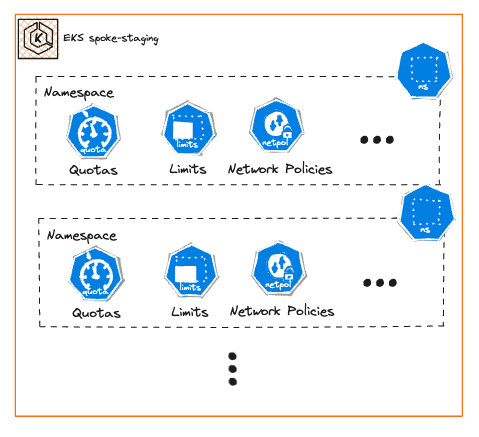 K
EKS spoke-staging
ns
Namespace
quota
limits
netpol
Quotas
Limits
Network Policies
ns
Namespace
quota
limits
netpol
Quotas
Limits
Network Policies